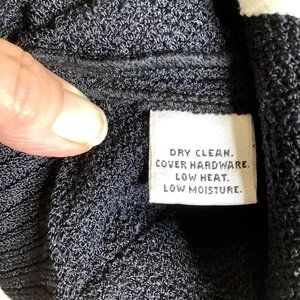 DRY CLEAN.
COVER HARDWARE.
LOW HEAT.
LOW MOISTURE.